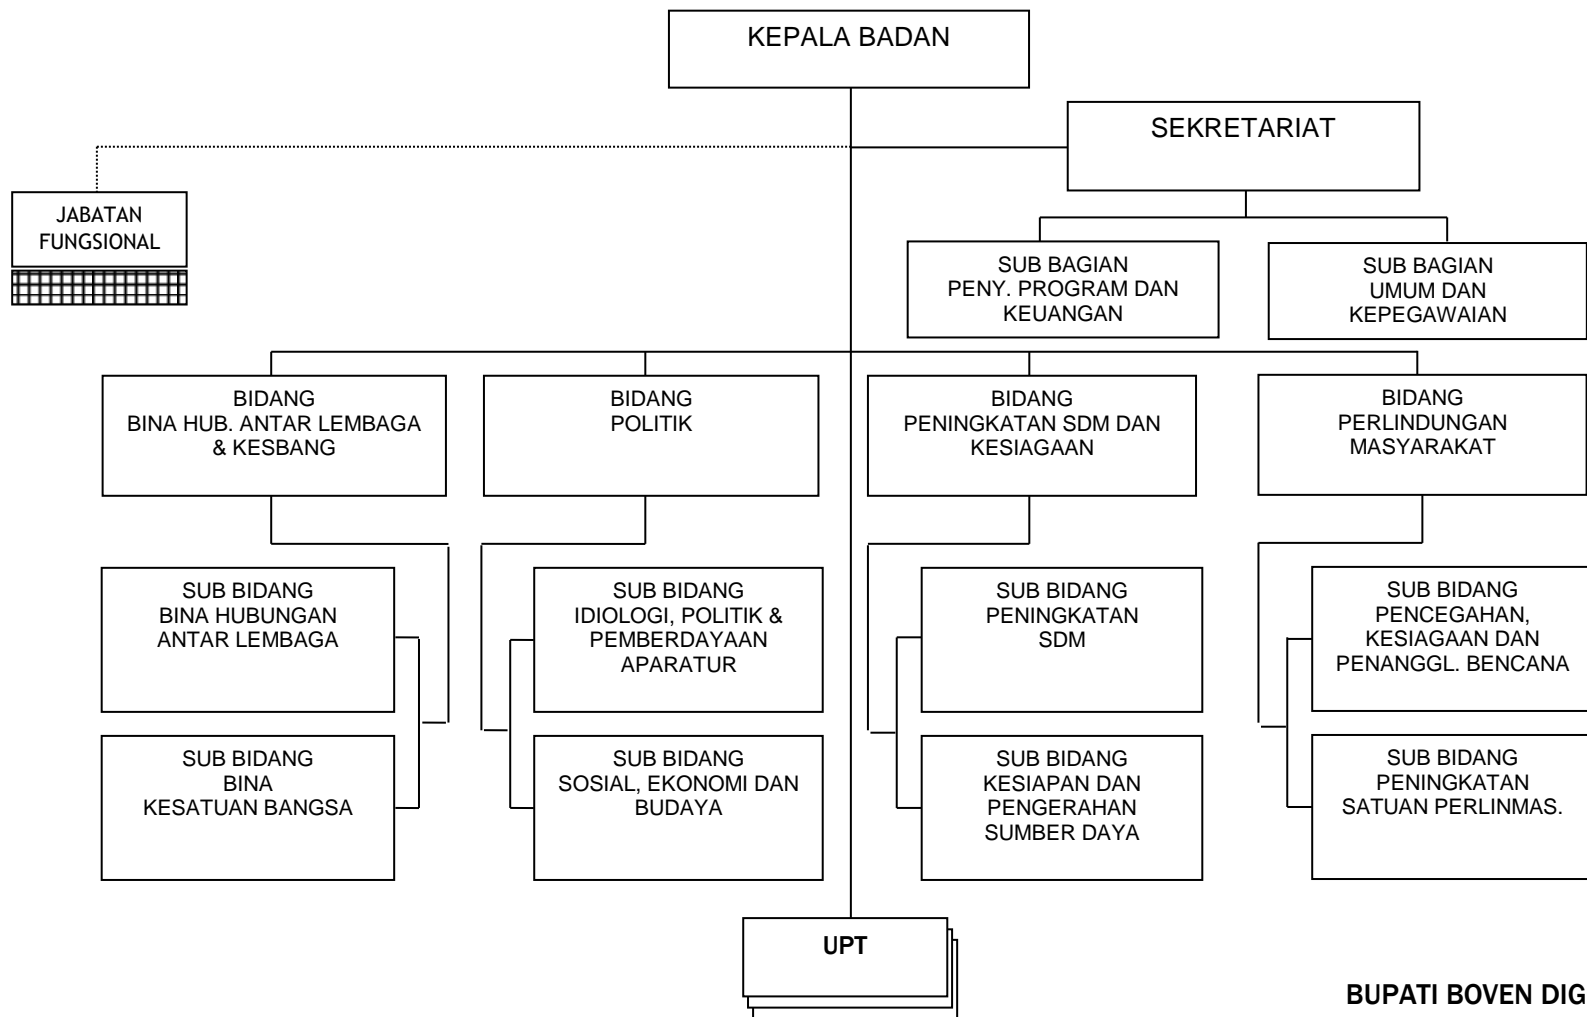 KEPALA BADAN
SEKRETARIAT
JABATAN
FUNGSIONAL
SUB BAGIAN
PENY. PROGRAM DAN
KEUANGAN
SUB BAGIAN
UMUM DAN
KEPEGAWAIAN
BIDANG
BINA HUB. ANTAR LEMBAGA
& KESBANG
BIDANG
POLITIK
BIDANG
PENINGKATAN SDM DAN
KESIAGAAN
BIDANG
PERLINDUNGAN
MASYARAKAT
SUB BIDANG
BINA HUBUNGAN
ANTAR LEMBAGA
SUB BIDANG
IDIOLOGI, POLITIK &
PEMBERDAYAAN
APARATUR
SUB BIDANG
PENINGKATAN
SDM
SUB BIDANG
PENCEGAHAN,
KESIAGAAN DAN
PENANGGL. BENCANA
SUB BIDANG
BINA
KESATUAN BANGSA
SUB BIDANG
SOSIAL, EKONOMI DAN
BUDAYA
SUB BIDANG
KESIAPAN DAN
PENGERAHAN
SUMBER DAYA
SUB BIDANG
PENINGKATAN
SATUAN PERLINMAS.
UPT
BUPATI BOVEN DIG